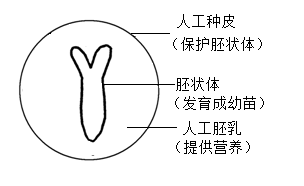 人工种皮
（保护胚状体）
胚状体
（发育成幼苗）
人工胚乳
（提供营养）